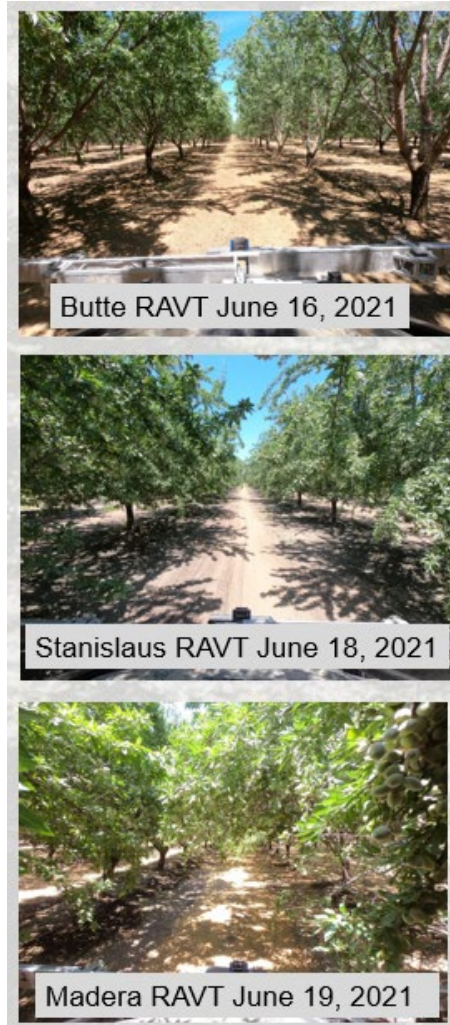 Butte RAVT June 16, 2021
Stanislaus RAVT June 18, 2021
Madera RAVT June 19, 2021